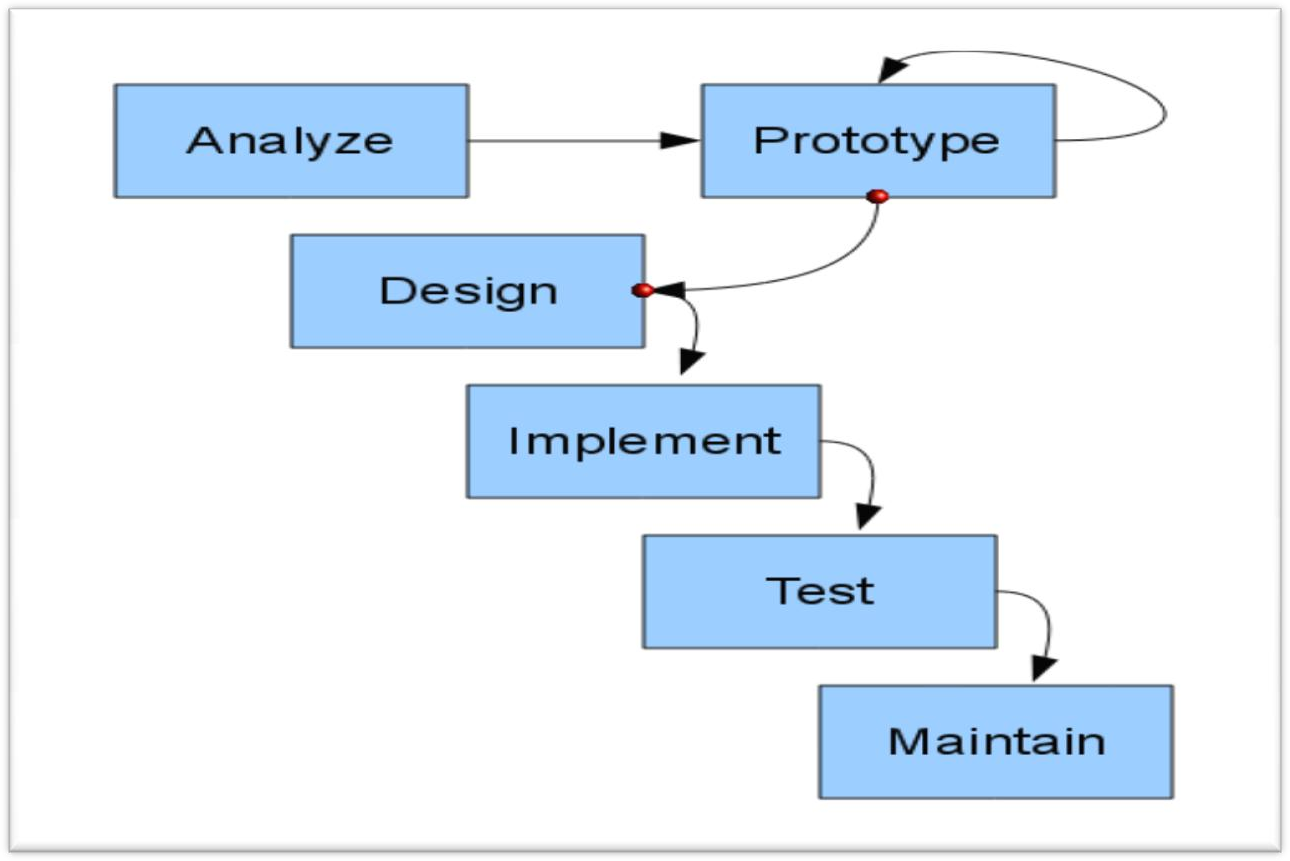 Analyze
Prototype
Design
Implement
Test
Maintain